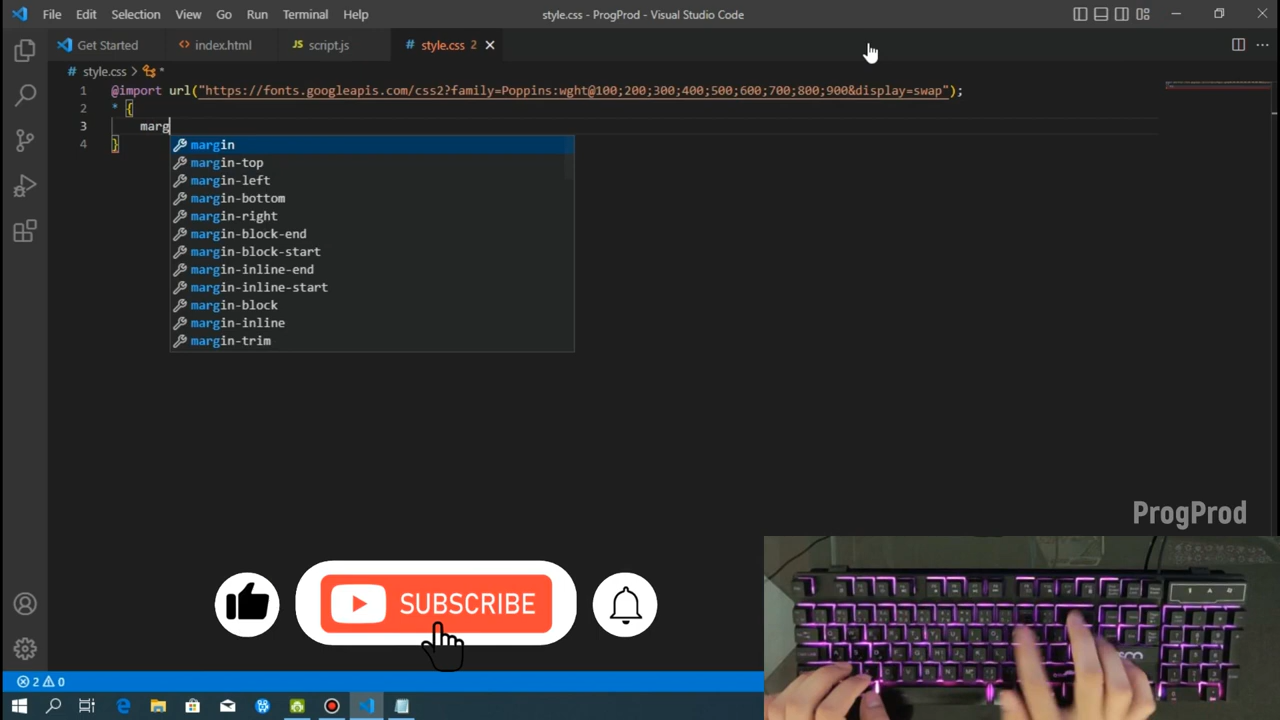 File Edit Selection View Go Run Terminal Help
style.css - ProgProd - Visual Studio Code
Get Started
index.html
JS script.js
# style.css 2
# style.css > *
1 @import url("https://fonts.googleapis.com/css2?family=Poppins:wght@100;200;300;400;500;600;700;800;900&display=swap");
2 * {
3 marg
4 }
margin
margin-top
margin-left
margin-bottom
margin-right
margin-block-end
margin-block-start
margin-inline-end
margin-inline-start
margin-block
margin-inline
margin-trim
ProgProd
SUBSCRIBE
2 0